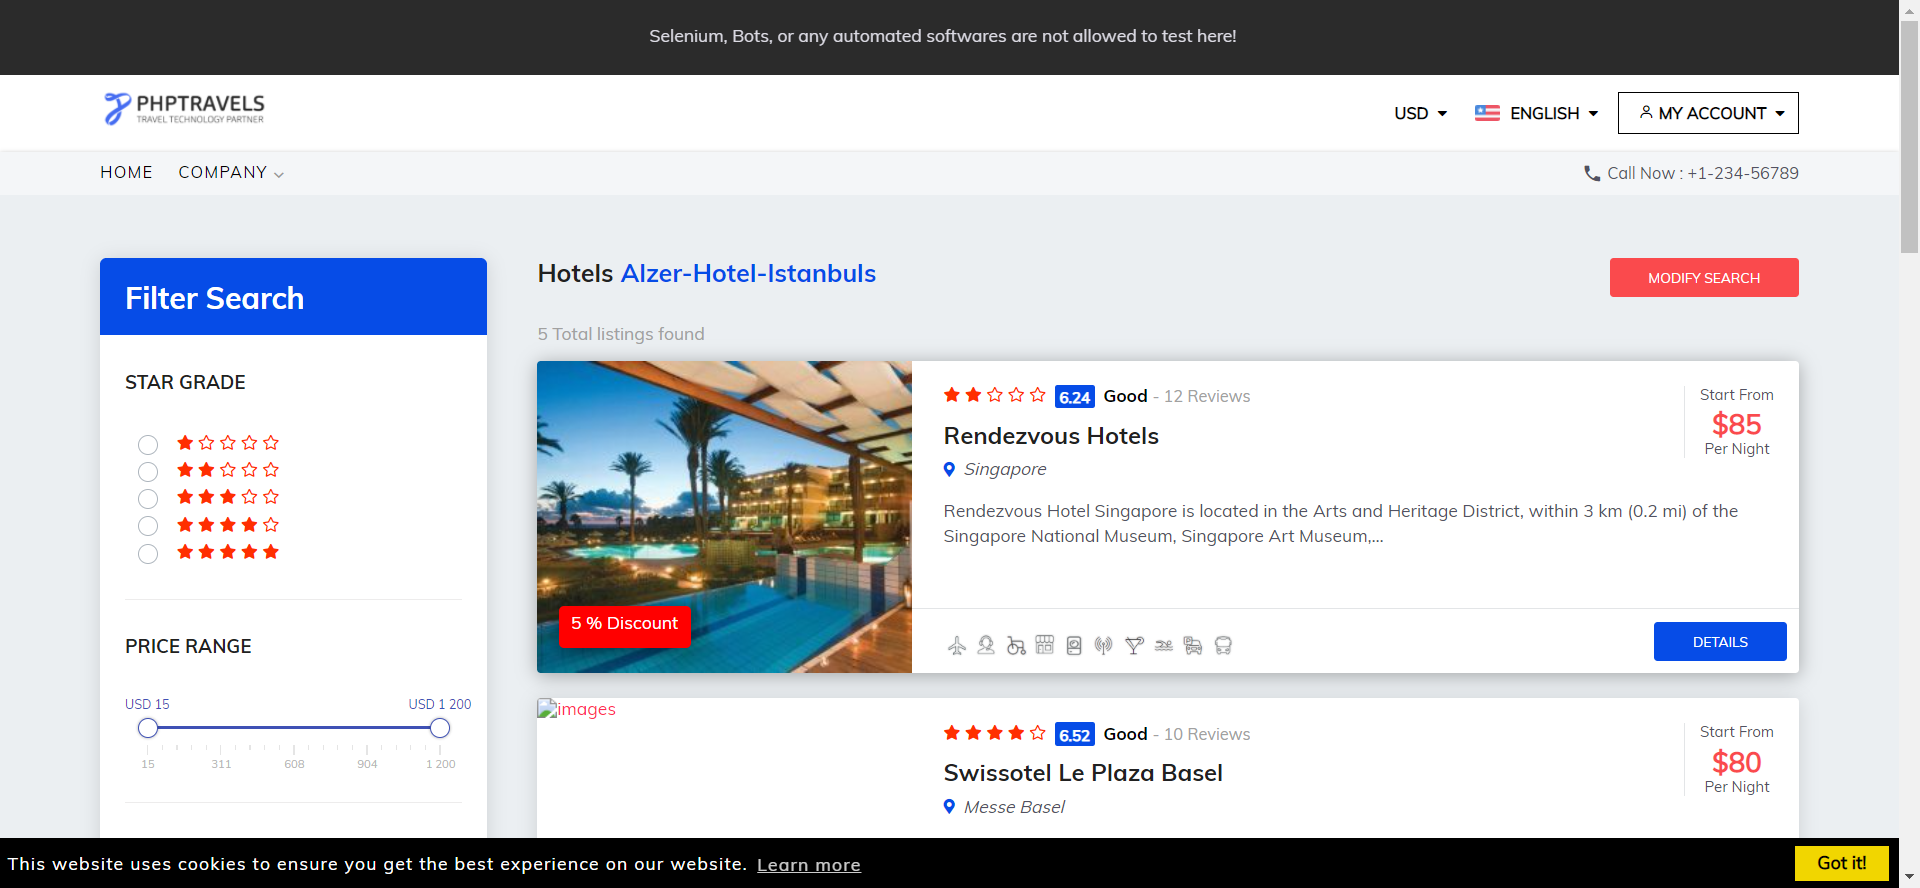 Selenium, Bots, or any automated softwares are not allowed to test here!
PHPTRAVELS
TRAVEL TECHNOLOGY PARTNER
USD
ENGLISH
MY ACCOUNT
HOME
COMPANY
Call Now : +1-234-56789
Filter Search
STAR GRADE
PRICE RANGE
USD 15
USD 1 200
15
311
608
904
1 200
Hotels Alzer-Hotel-Istanbuls
MODIFY SEARCH
5 Total listings found
5 % Discount
6.24 Good - 12 Reviews
Rendezvous Hotels
Singapore
Rendezvous Hotel Singapore is located in the Arts and Heritage District, within 3 km (0.2 mi) of the
Singapore National Museum, Singapore Art Museum,...
Start From
$85
Per Night
DETAILS
images
6.52 Good - 10 Reviews
Swissotel Le Plaza Basel
Messe Basel
Start From
$80
Per Night
This website uses cookies to ensure you get the best experience on our website. Learn more
Got it!